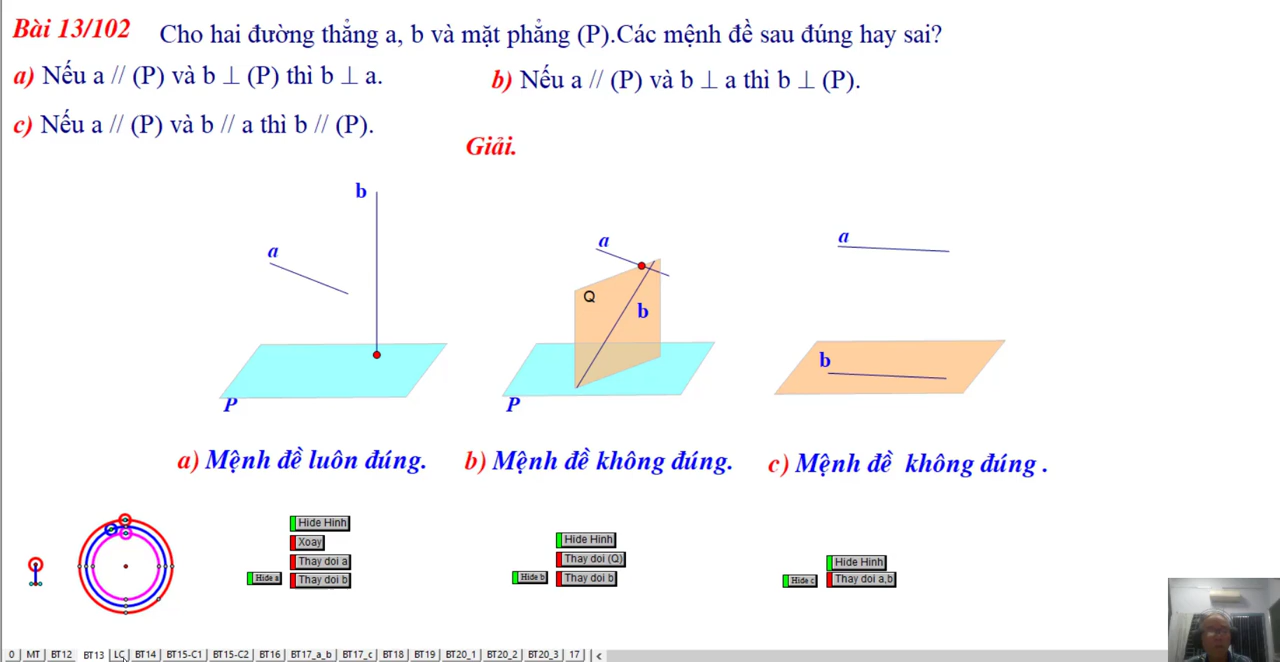 Bài 13/102 Cho hai đường thẳng a, b và mặt phẳng (P).Các mệnh đề sau đúng hay sai?
a) Nếu a // (P) và b ⊥ (P) thì b ⊥ a. b) Nếu a // (P) và b ⊥ a thì b ⊥ (P).
c) Nếu a // (P) và b // a thì b // (P).
Giải.
b
a
P
a
Q
b
P
a
b
a) Mệnh đề luôn đúng. b) Mệnh đề không đúng. c) Mệnh đề không đúng .
Hide Hinh
Xoay
Thay doi a
Hide a Thay doi b
Hide Hinh
Thay doi (Q)
Hide b Thay doi b
Hide Hinh
Hide c Thay doi a,b
0 MT BT12 BT13 LC BT14 BT15-C1 BT15-C2 BT16 BT17_a_b BT17_c BT18 BT19 BT20_1 BT20_2 BT20_3 17 <